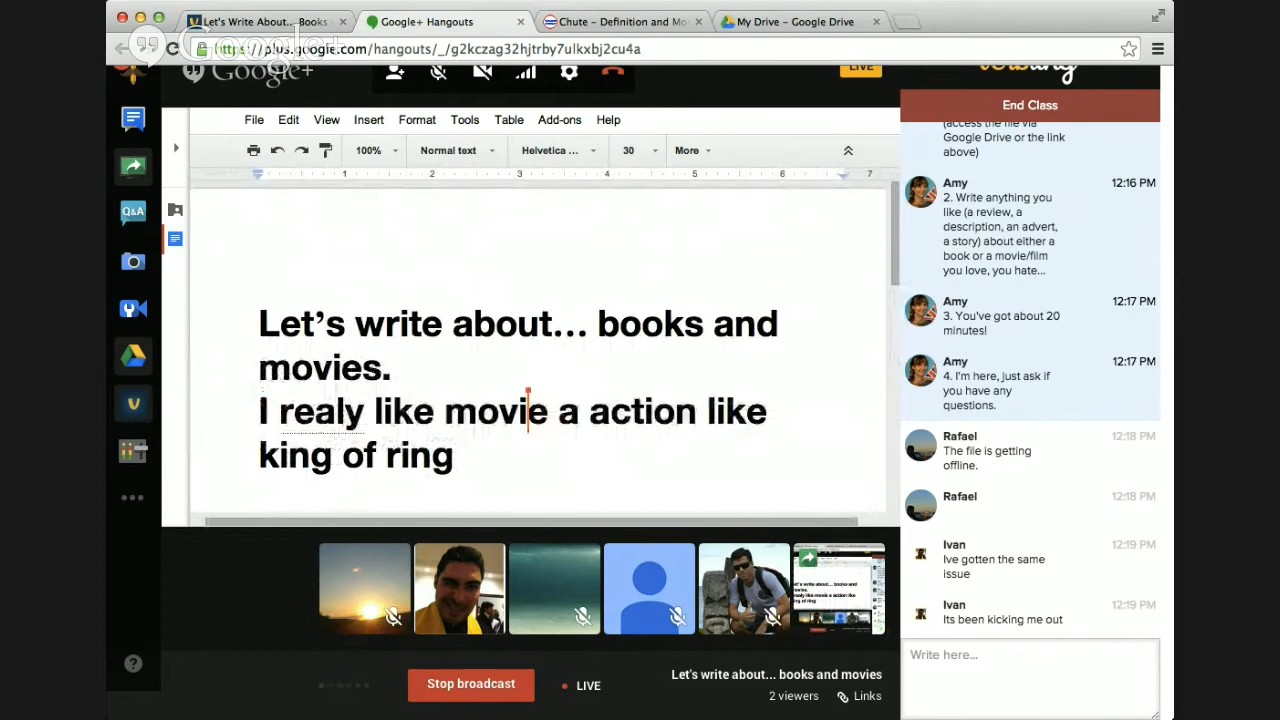 Let's Write About... Books
Google+ Hangouts
Chute – Definition and Mo
My Drive – Google Drive
https://plus.google.com/hangouts/_/g2kczag32hjtrby7ulkxbj2cu4a
Google+
LIVE
End Class
File Edit View Insert Format Tools Table Add-ons Help
100% Normal text Helvetica ... 30 More
1 2 3 4 5 6 7
Q&A
Let's write about... books and
movies.
I realy like movie a action like
king of ring
(access the file via
Google Drive or the link
above)
Amy 12:16 PM
2. Write anything you
like (a review, a
description, an advert,
a story) about either a
book or a movie/film
you love, you hate...
Amy 12:17 PM
3. You've got about 20
minutes!
Amy 12:17 PM
4. I'm here, just ask if
you have any
questions.
Rafael 12:18 PM
The file is getting
offline.
Rafael 12:18 PM
Ivan 12:19 PM
Ive gotten the same
issue
Ivan 12:19 PM
Its been kicking me out
Write here...
Stop broadcast
LIVE
Let's write about... books and movies
2 viewers Links